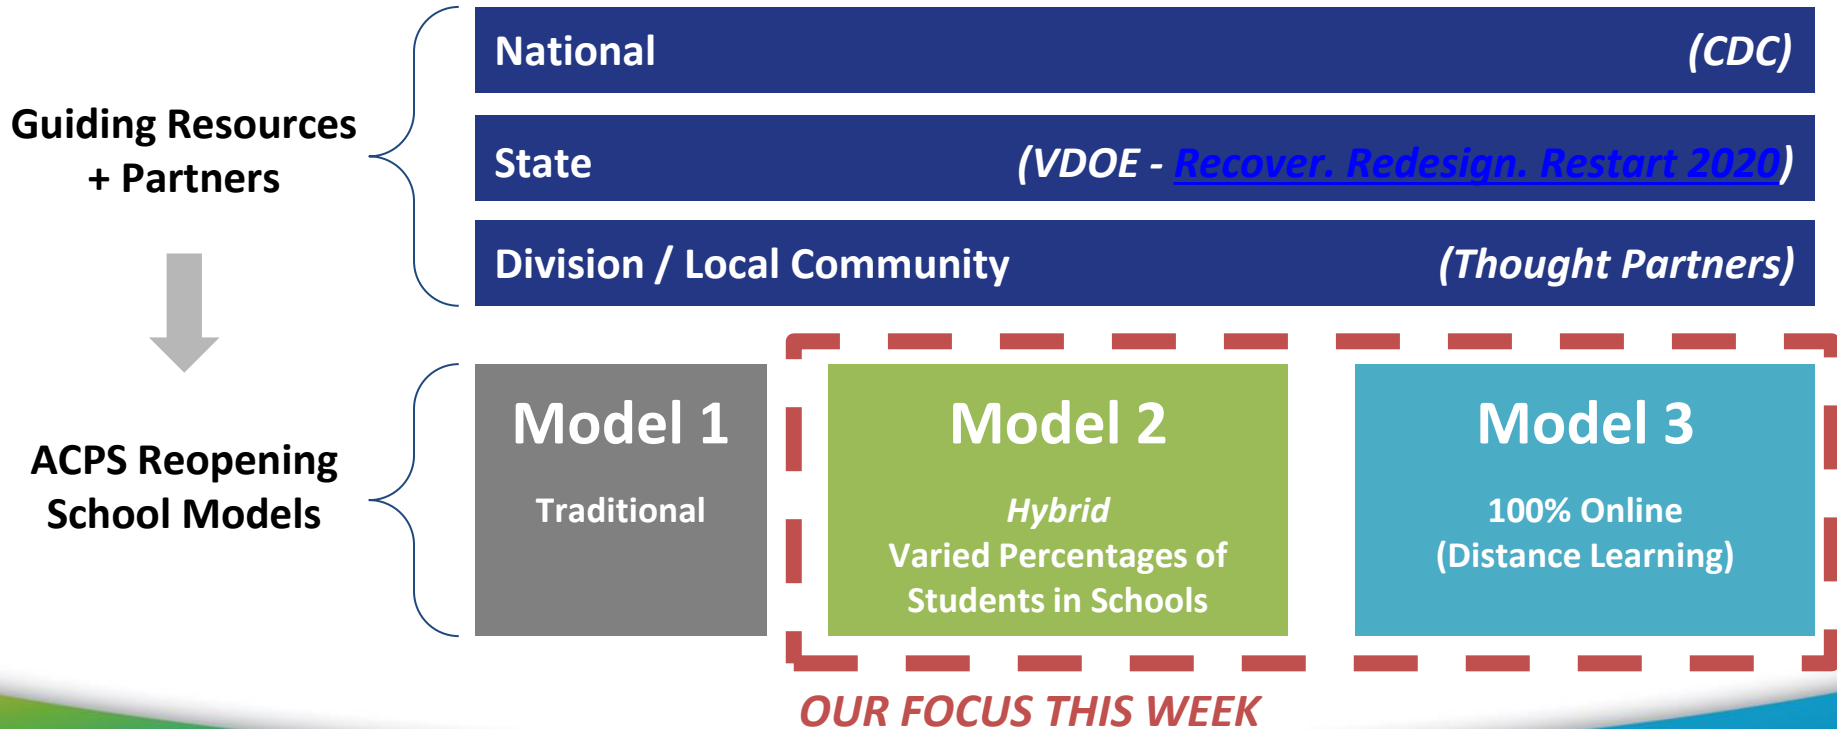 Guiding Resources
+ Partners
National (CDC)
State (VDOE - Recover. Redesign. Restart 2020)
Division / Local Community (Thought Partners)
ACPS Reopening
School Models
Model 1
Traditional
Model 2
Hybrid
Varied Percentages of
Students in Schools
Model 3
100% Online
(Distance Learning)
OUR FOCUS THIS WEEK